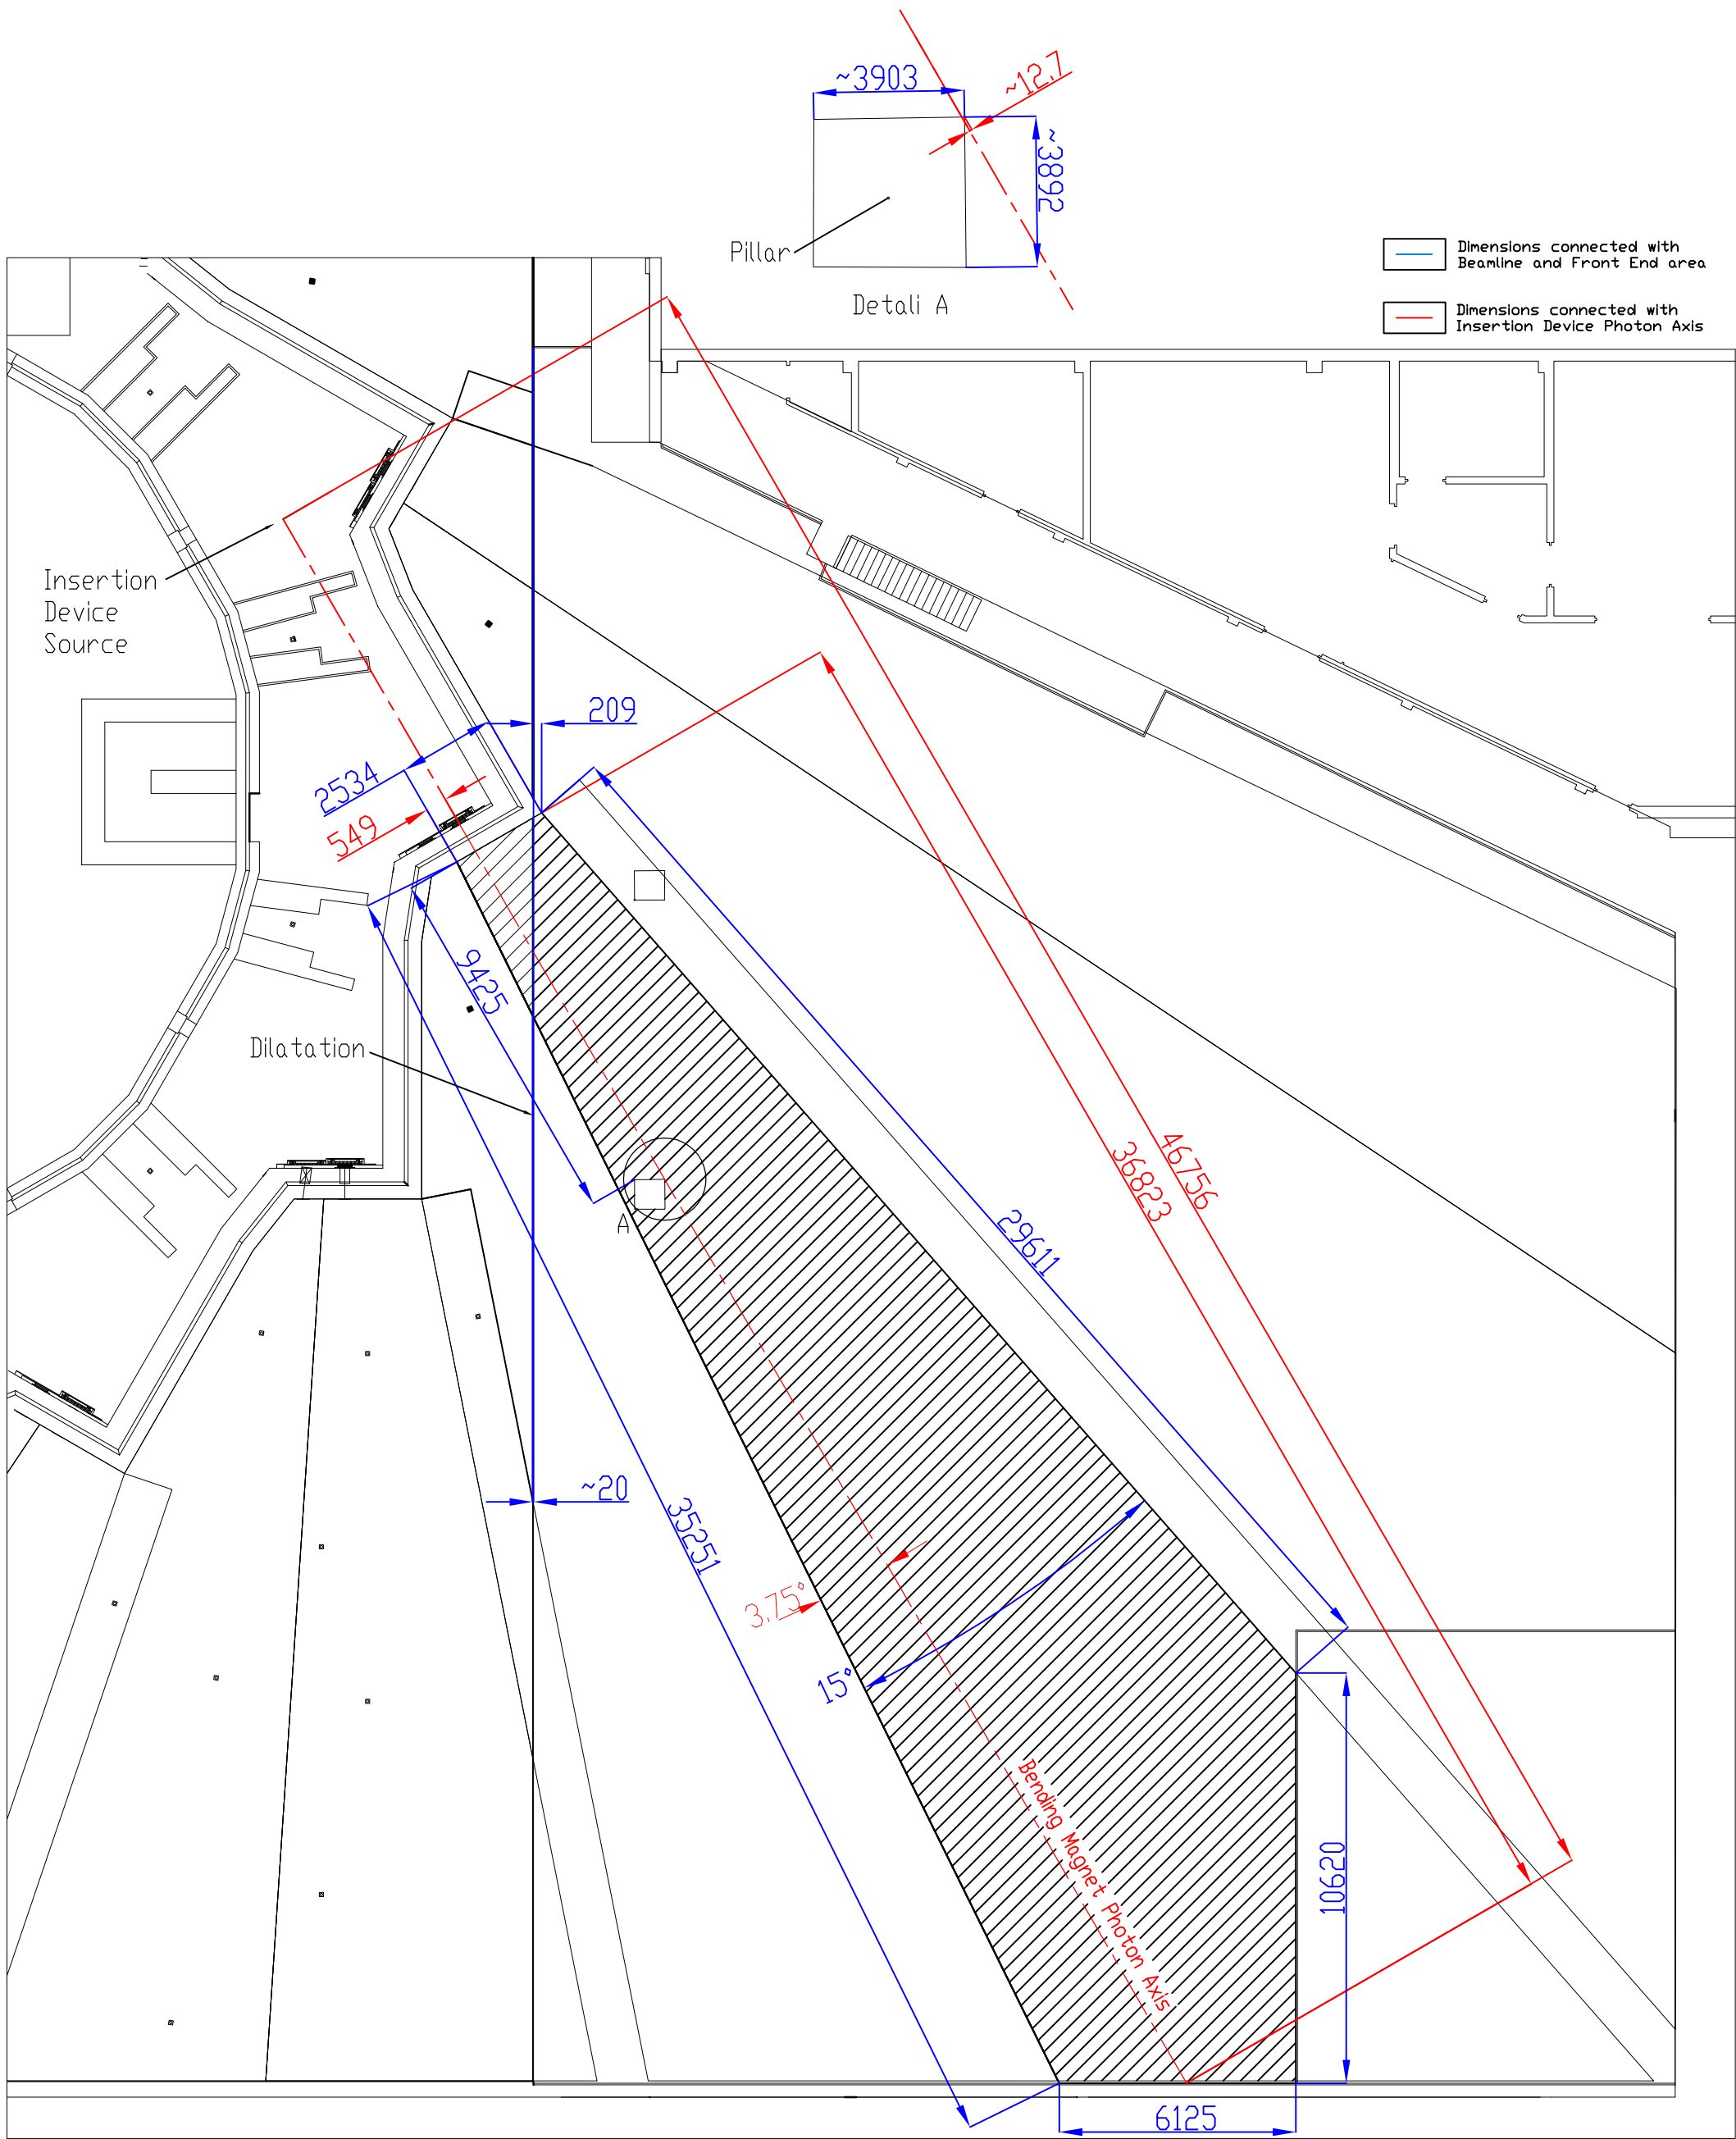 ~3903
~12,7
~3892
Pillar
Detali A
Dimensions connected with
Beamline and Front End area
Dimensions connected with
Insertion Device Photon Axis
Insertion
Device
Source
209
2534
549
9425
Dilatation
A
46756
36823
29611
~20
35251
3,75°
15°
Bending Magnet Photon Axis
10620
6125